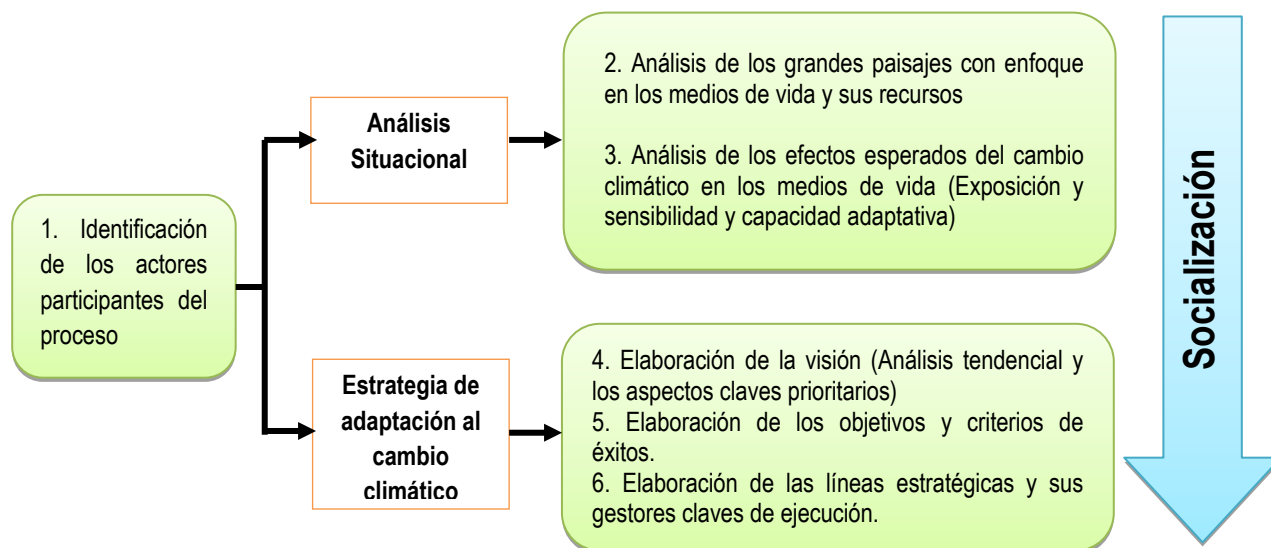 1. Identificación
de los actores
participantes del
proceso
Análisis
Situacional
2. Análisis de los grandes paisajes con enfoque
en los medios de vida y sus recursos
3. Análisis de los efectos esperados del cambio
climático en los medios de vida (Exposición y
sensibilidad y capacidad adaptativa)
Estrategia de
adaptación al
cambio
climático
4. Elaboración de la visión (Análisis tendencial y
los aspectos claves prioritarios)
5. Elaboración de los objetivos y criterios de
éxitos.
6. Elaboración de las líneas estratégicas y sus
gestores claves de ejecución.
Socialización